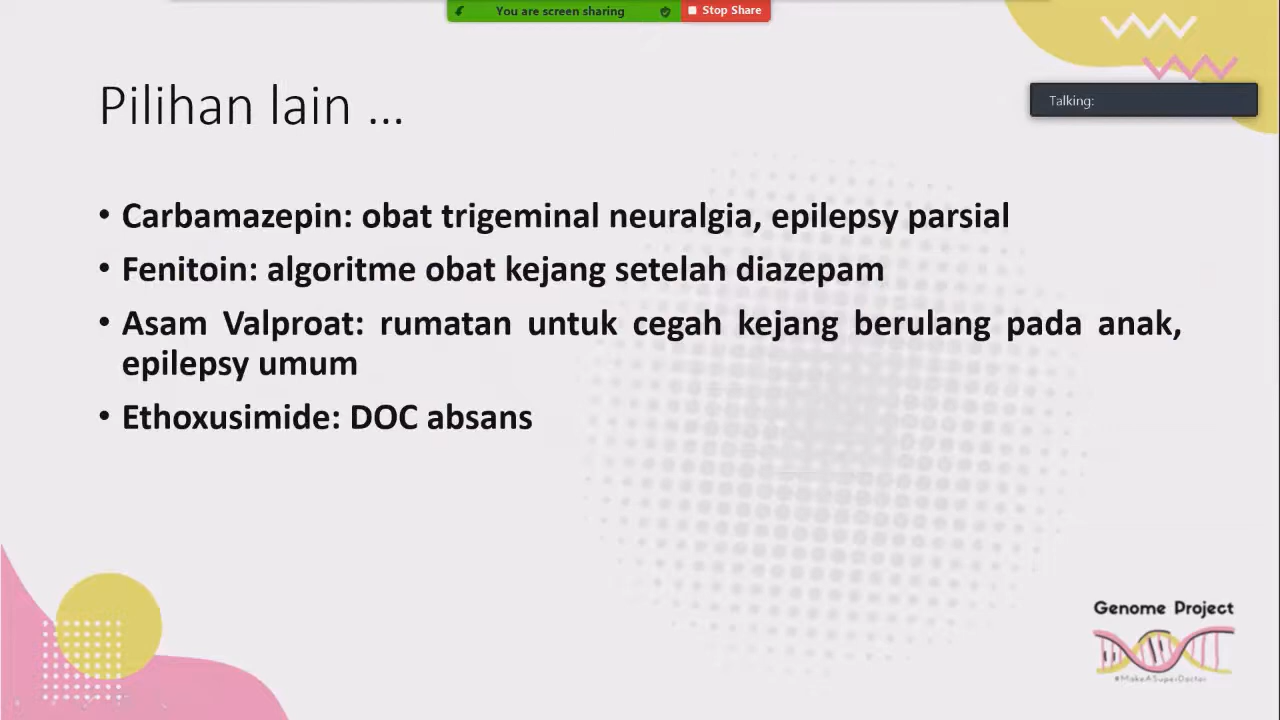 You are screen sharing
Stop Share
Pilihan lain ...
Talking:
• Carbamazepin: obat trigeminal neuralgia, epilepsy parsial
• Fenitoin: algoritme obat kejang setelah diazepam
• Asam Valproat: rumatan untuk cegah kejang berulang pada anak,
epilepsy umum
• Ethoxusimide: DOC absans
Genome Project
#MakeASuperDoctor